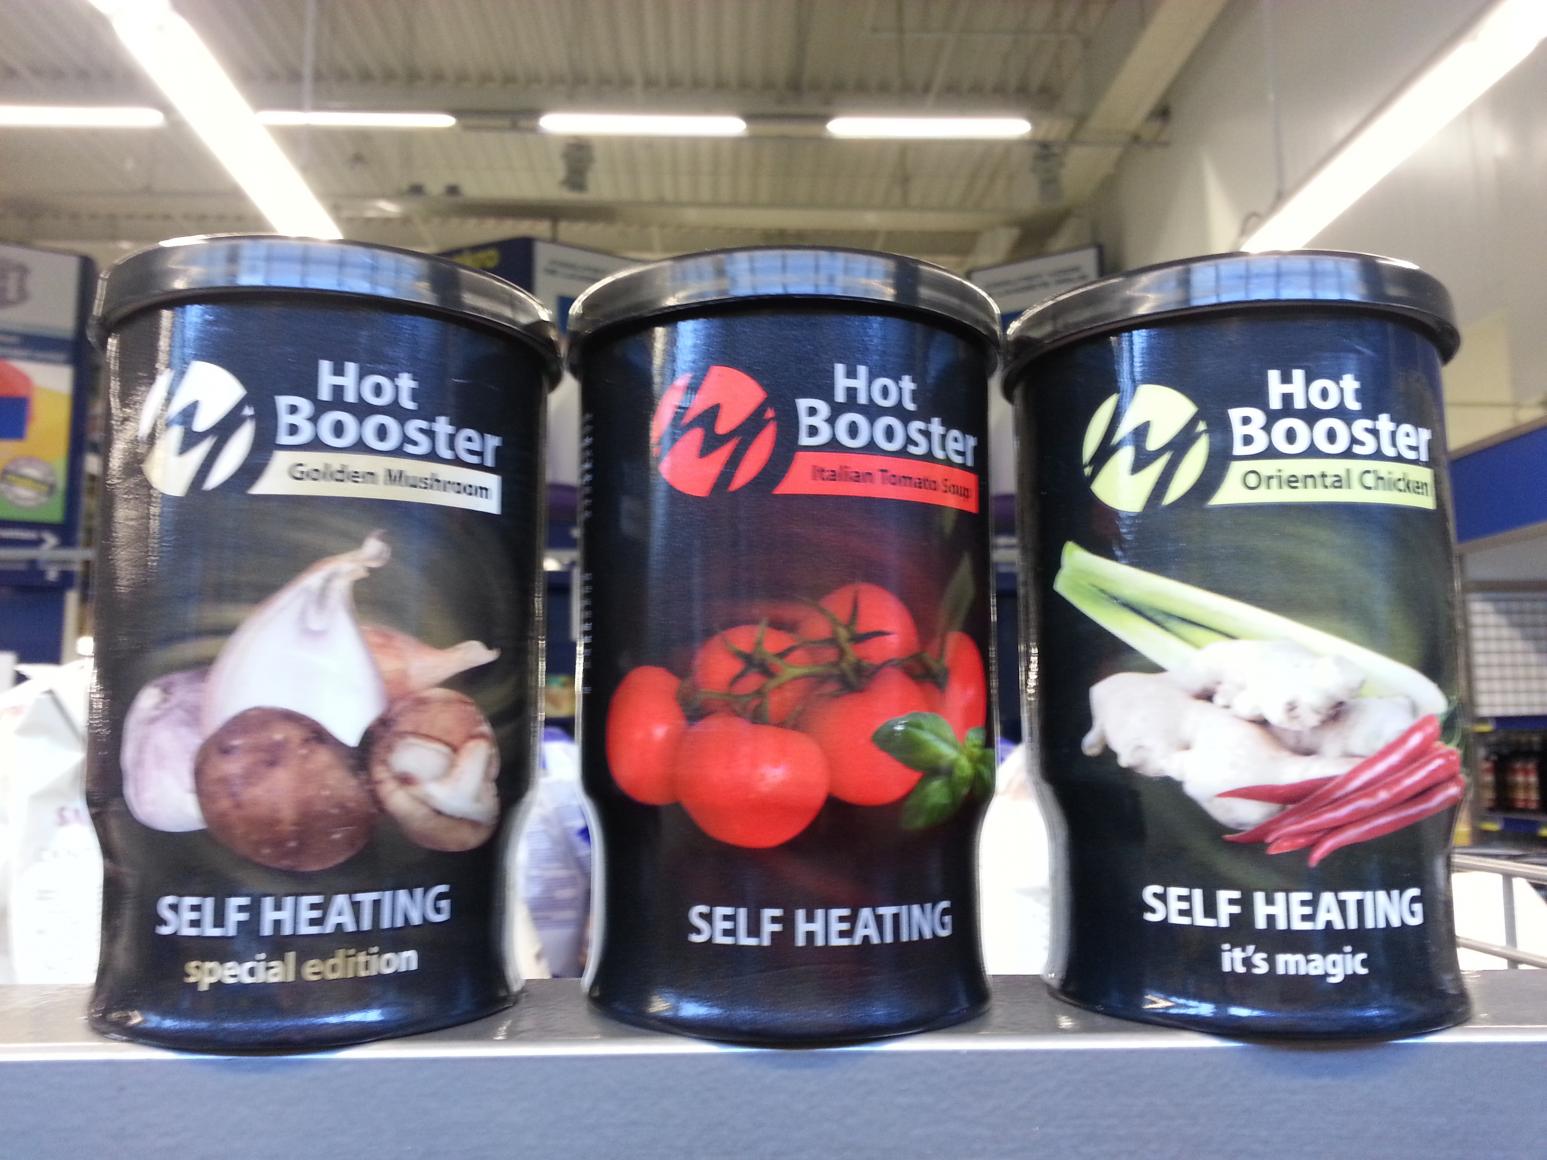 Hot
Booster
Golden Mushroom
SELF HEATING
special edition
Hot
Booster
Italian Tomato Soup
SELF HEATING
Hot
Booster
Oriental Chicken
SELF HEATING
it's magic